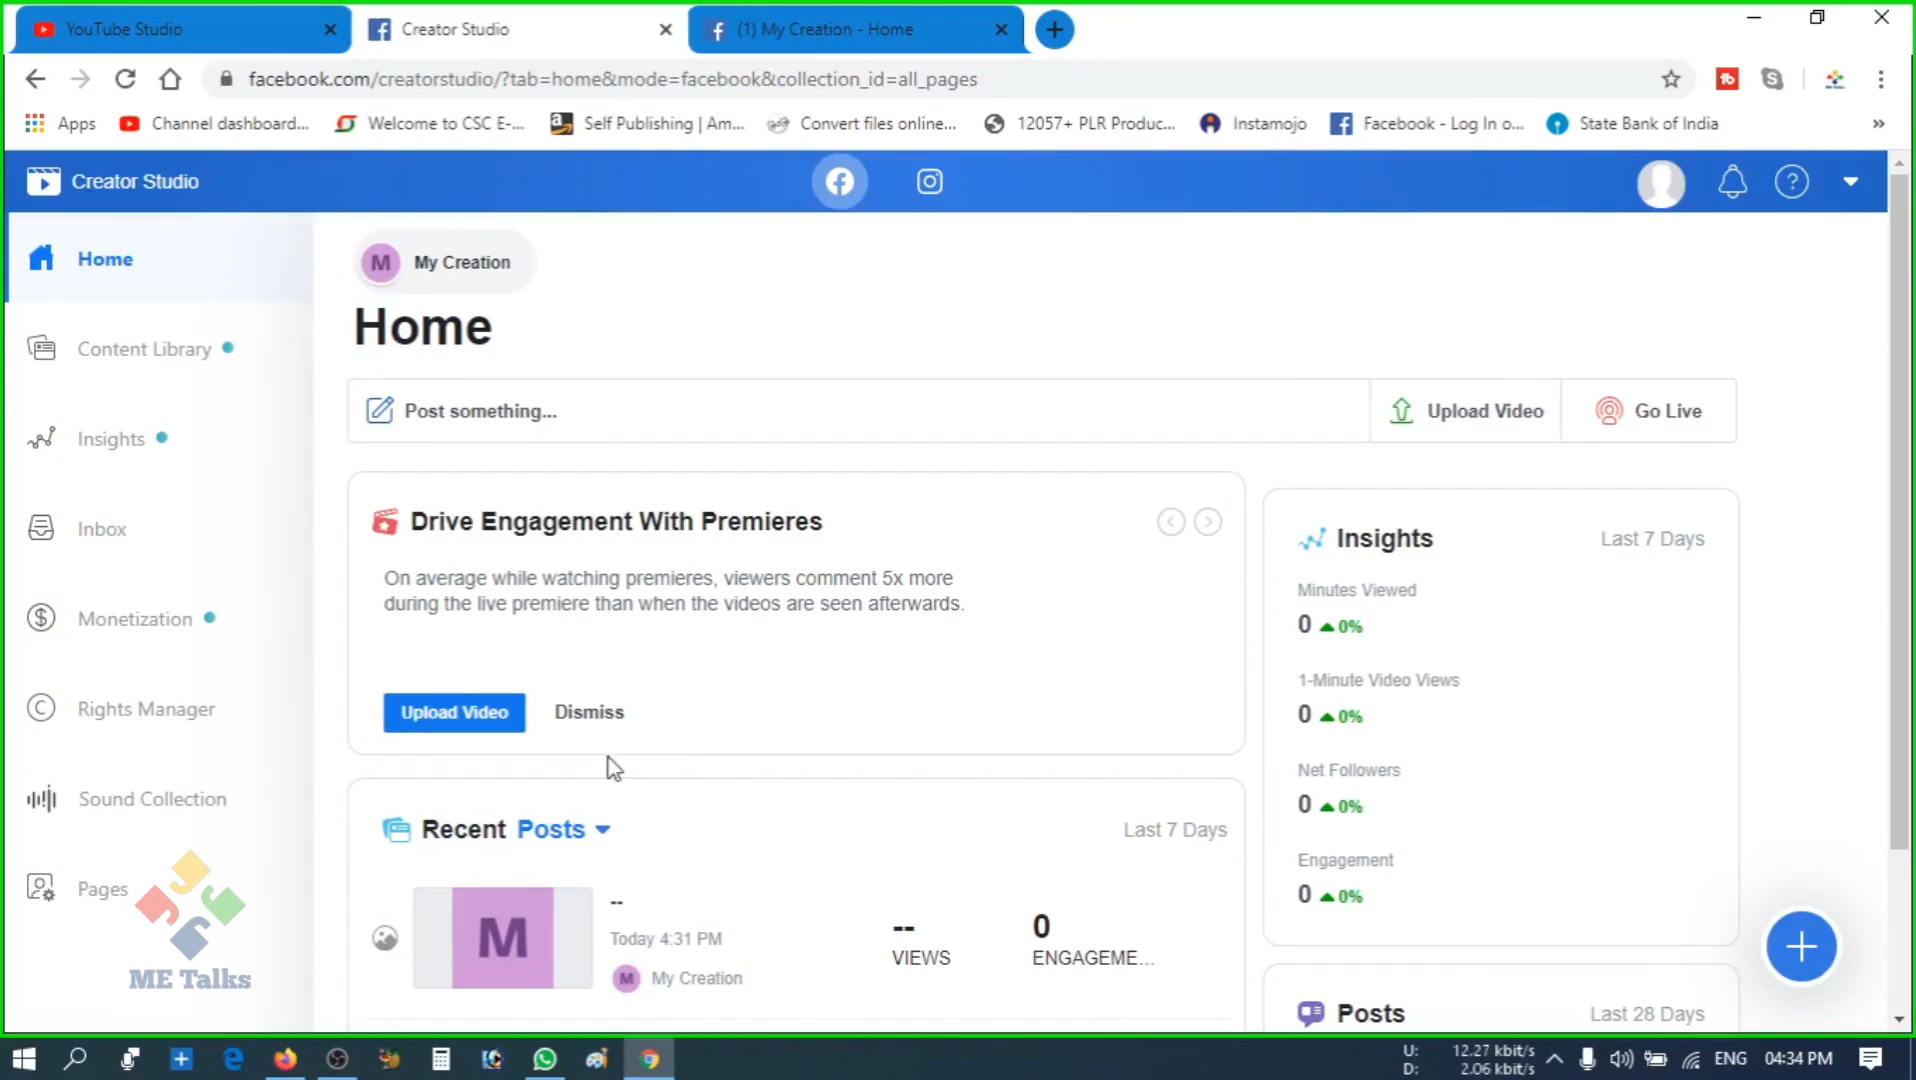 YouTube Studio
Creator Studio
(1) My Creation - Home
facebook.com/creatorstudio/?tab=home&mode=facebook&collection_id=all_pages
Apps
Channel dashboard...
Welcome to CSC E-...
Self Publishing | Am...
Convert files online...
12057+ PLR Produc...
Instamojo
Facebook - Log In o...
State Bank of India
»
Creator Studio
Home
Content Library
Insights
Inbox
Monetization
Rights Manager
Sound Collection
Pages
ME Talks
M My Creation
Home
Post something...
Upload Video
Go Live
Drive Engagement With Premieres
On average while watching premieres, viewers comment 5x more
during the live premiere than when the videos are seen afterwards.
Upload Video
Dismiss
Recent Posts
Last 7 Days
M
--
Today 4:31 PM
M My Creation
--
VIEWS
0
ENGAGEME...
Insights
Last 7 Days
Minutes Viewed
0 0%
1-Minute Video Views
0 0%
Net Followers
0 0%
Engagement
0 0%
Posts
Last 28 Days
U: 12.27 kbit/s
D: 2.06 kbit/s
ENG
04:34 PM